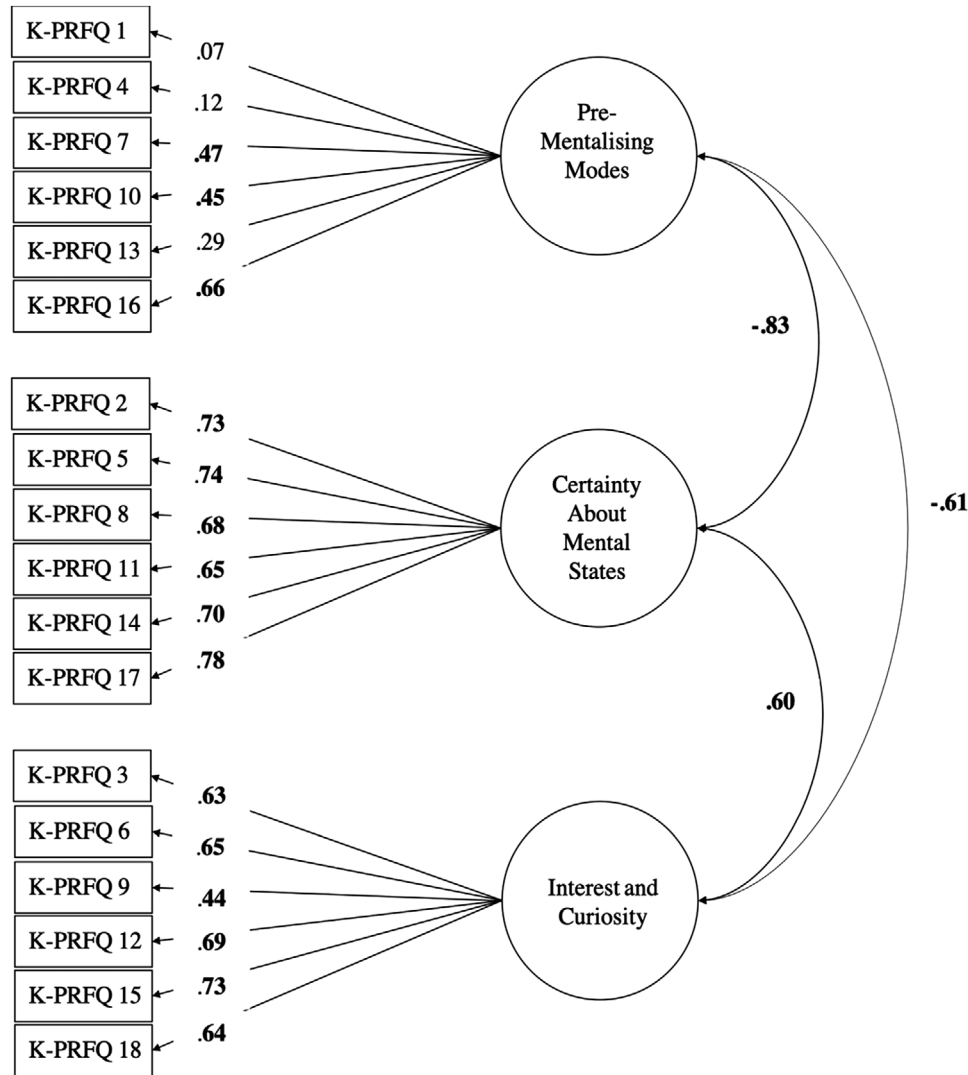 K-PRFQ 1
.07
K-PRFQ 4
.12
K-PRFQ 7
.47
K-PRFQ 10
.45
K-PRFQ 13
.29
K-PRFQ 16
.66
Pre-
Mentalising
Modes
-.83
K-PRFQ 2
.73
K-PRFQ 5
.74
K-PRFQ 8
.68
K-PRFQ 11
.65
K-PRFQ 14
.70
K-PRFQ 17
.78
Certainty
About
Mental
States
-.61
.60
K-PRFQ 3
.63
K-PRFQ 6
.65
K-PRFQ 9
.44
K-PRFQ 12
.69
K-PRFQ 15
.73
K-PRFQ 18
.64
Interest and
Curiosity